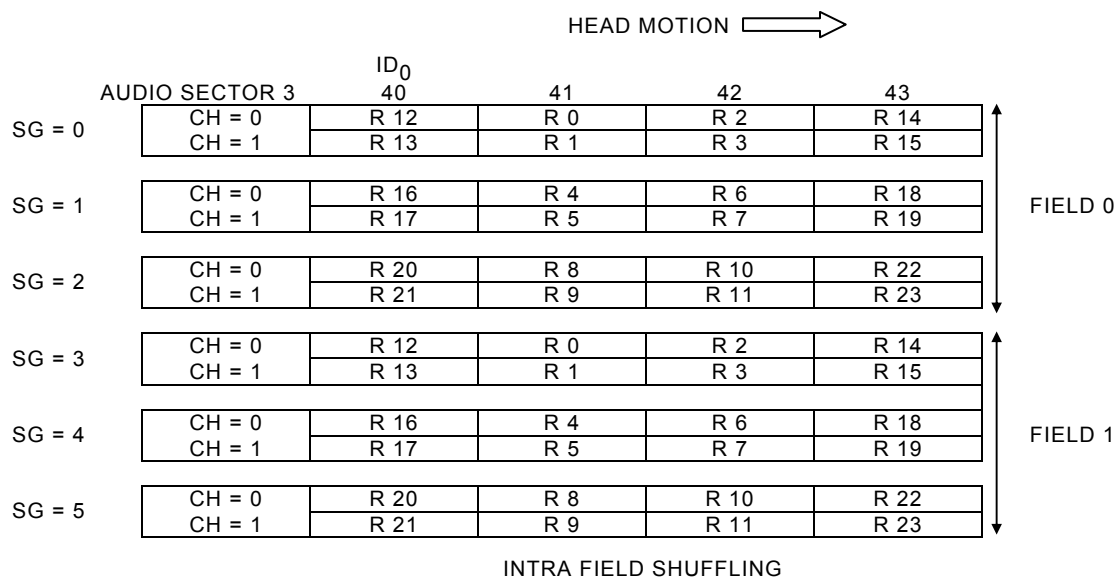 HEAD MOTION
ID0
AUDIO SECTOR 3 40 41 42 43
SG = 0
CH = 0 R 12 R 0 R 2 R 14
CH = 1 R 13 R 1 R 3 R 15
SG = 1
CH = 0 R 16 R 4 R 6 R 18
CH = 1 R 17 R 5 R 7 R 19
FIELD 0
SG = 2
CH = 0 R 20 R 8 R 10 R 22
CH = 1 R 21 R 9 R 11 R 23
SG = 3
CH = 0 R 12 R 0 R 2 R 14
CH = 1 R 13 R 1 R 3 R 15
SG = 4
CH = 0 R 16 R 4 R 6 R 18
CH = 1 R 17 R 5 R 7 R 19
FIELD 1
SG = 5
CH = 0 R 20 R 8 R 10 R 22
CH = 1 R 21 R 9 R 11 R 23
INTRA FIELD SHUFFLING